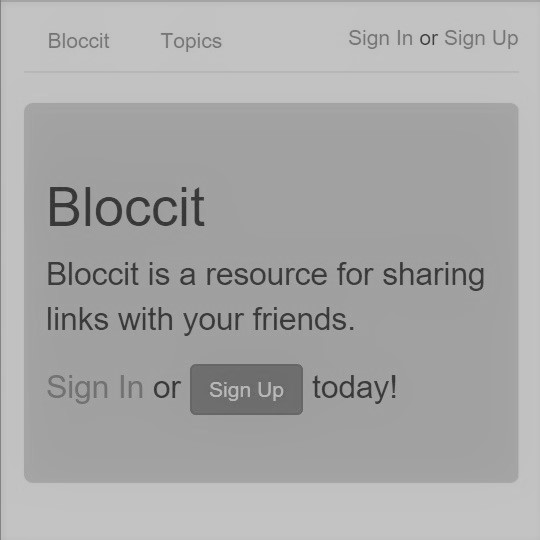 Bloccit Topics Sign In or Sign Up
Bloccit
Bloccit is a resource for sharing
links with your friends.
Sign In or Sign Up today!